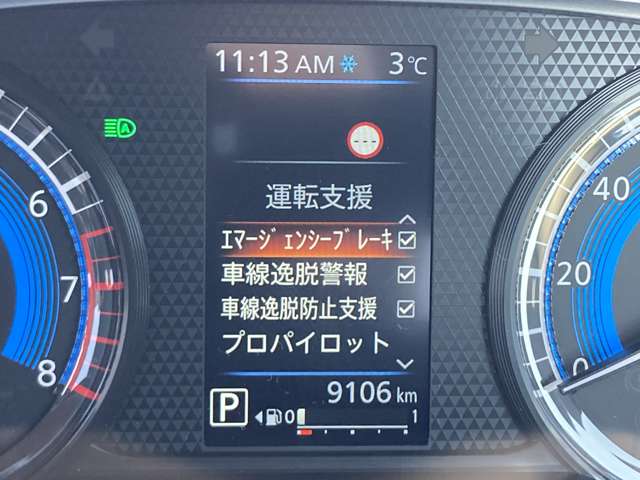 11:13 AM 3℃
---
運転支援
ｴﾏｰｼﾞｪﾝｼｰﾌﾞﾚｰｷ
車線逸脱警報
車線逸脱防止支援
プロパイロット
9106 km
P 0 1
A
6
7
8
40
20
0